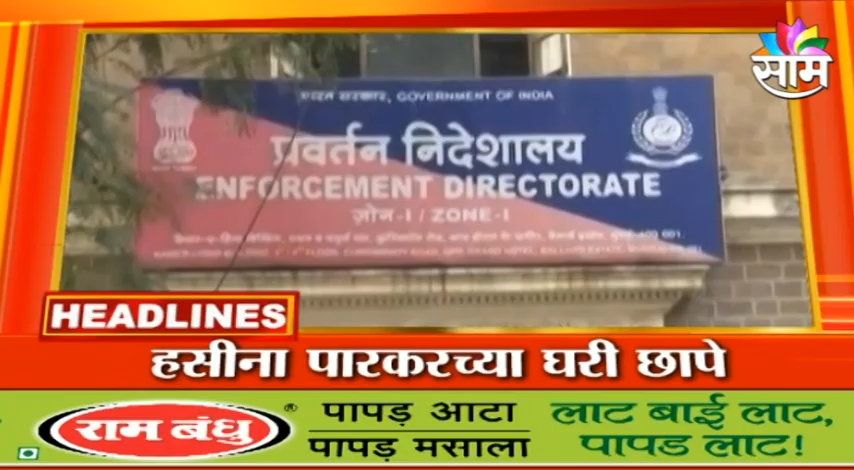 साम
भारत सरकार, GOVERNMENT OF INDIA
प्रवर्तन निदेशालय
ENFORCEMENT DIRECTORATE
ज़ोन-I / ZONE-I
HEADLINES
हसीना पारकरच्या घरी छापे
राम बंधु ®
पापड़ आटा
पापड़ मसाला
लाट बाई लाट,
पापड लाट!